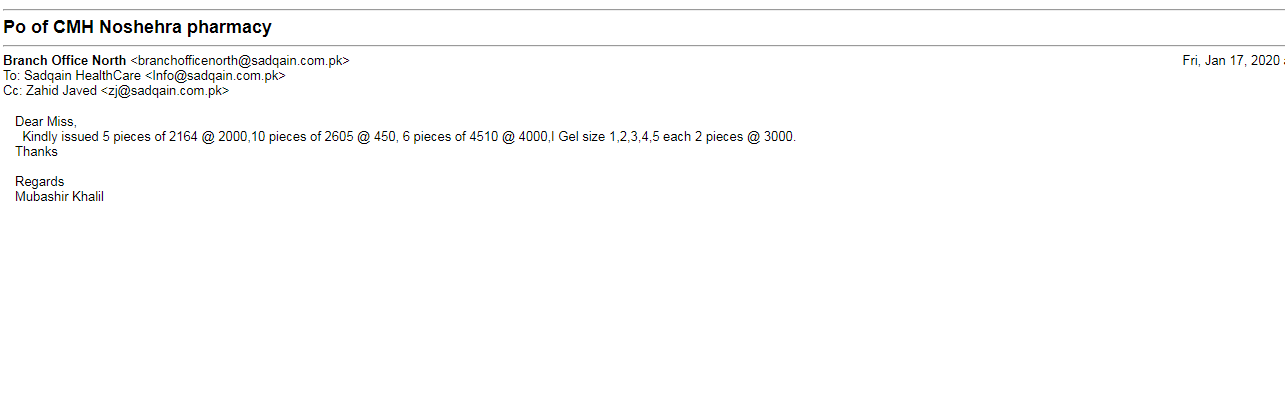 Po of CMH Noshehra pharmacy
Branch Office North <branchofficenorth@sadqain.com.pk>
Fri, Jan 17, 2020
To: Sadqain HealthCare <Info@sadqain.com.pk>
Cc: Zahid Javed <zj@sadqain.com.pk>
Dear Miss,
Kindly issued 5 pieces of 2164 @ 2000,10 pieces of 2605 @ 450, 6 pieces of 4510 @ 4000,I Gel size 1,2,3,4,5 each 2 pieces @ 3000.
Thanks
Regards
Mubashir Khalil